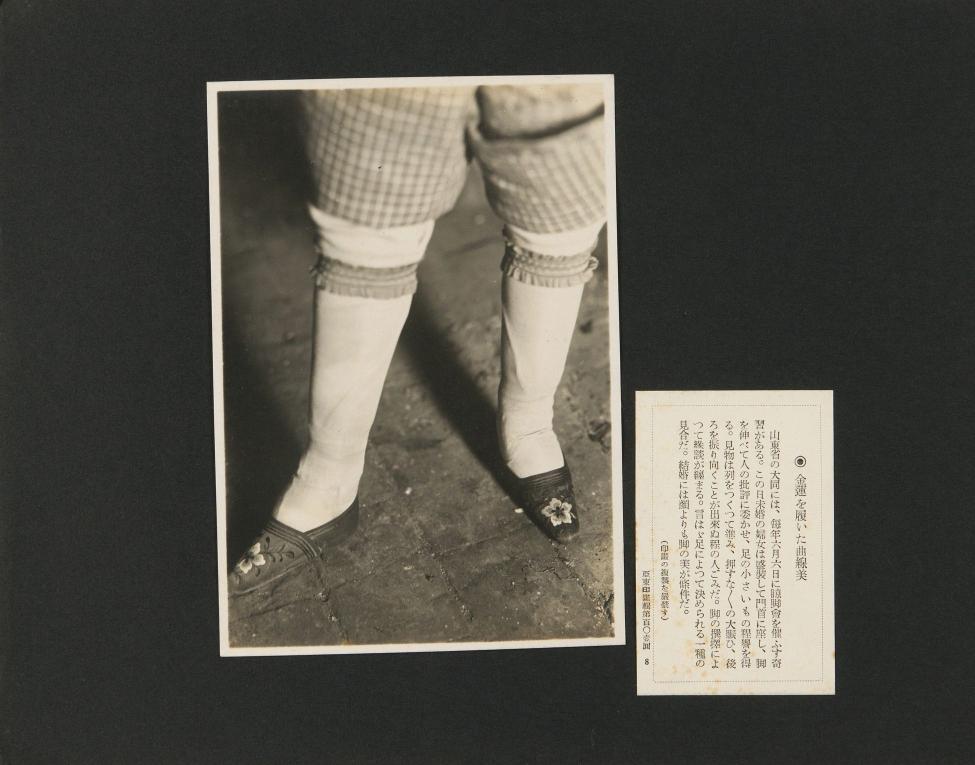 ◉ 金蓮を履いた曲線美
山東省の大同には、每年六月六日に晾脚會を催ふす奇
習がある。この日未婚の婦女は盛裝して門首に座し、脚
を伸べて人の批評に委かせ、足の小さいもの程譽を得
る。見物は列をつくつて進み、押すな〳〵の大賑ひ、後
ろを振り向くことが出來ぬ程の人ごみだ。脚の撰擇によ
つて緣談が纏まる。言はゞ足によつて決められる一種の
見合だ。結婚には顏よりも脚の美が條件だ。
(印畫の複製を嚴禁す)
亞東印畫輯第百〇壹回 8